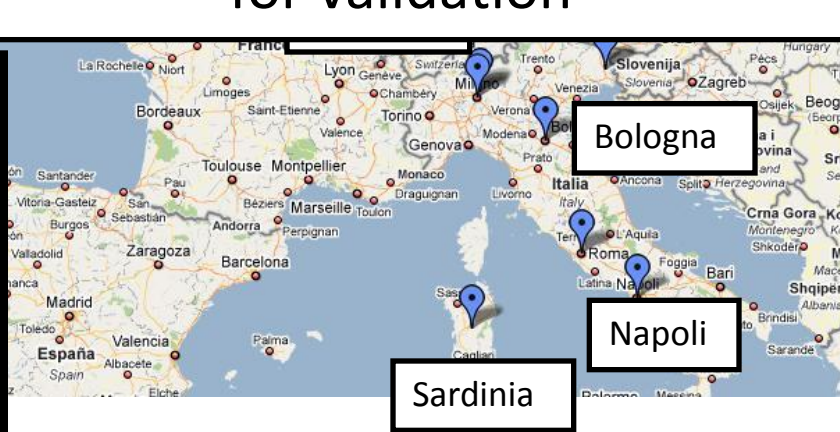 for validation
France
La Rochelle
Niort
Lyon
Genève
Switzerland
Trento
Slovenija
Slovenia
Zagreb
Pécs
Hungary
Limoges
Chambéry
Milano
Venezia
Osijek
Bordeaux
Saint-Etienne
Torino
Verona
Bologna
Valence
Genova
Modena
Prato
Toulouse
Montpellier
Monaco
Italia
Italy
Ancona
Split
Herzegovina
Santander
Pau
Béziers
Marseille
Toulon
Draguignan
Livorno
Vitoria-Gasteiz
San
Sebastián
Burgos
Andorra
Perpignan
Crna Gora
Montenegro
L'Aquila
Roma
Shkodër
Valladolid
Zaragoza
Barcelona
Latina
Napoli
Foggia
Bari
Madrid
Toledo
España
Spain
Valencia
Albacete
Palma
Elche
Cagliari
Napoli
Brindisi
Sarandë
Sardinia
Palermo
Messina